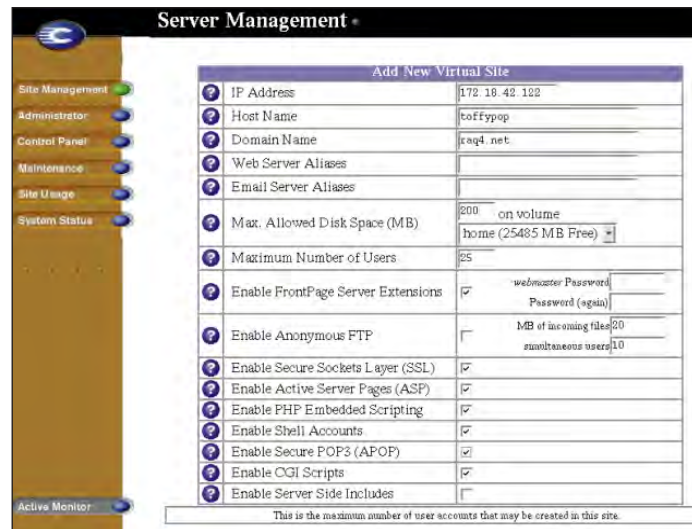 Server Management
Site Management
Administrator
Control Panel
Maintenance
Site Usage
System Status
Active Monitor
Add New Virtual Site
IP Address 172.18.42.122
Host Name toffypop
Domain Name raq4.net
Web Server Aliases
Email Server Aliases
Max. Allowed Disk Space (MB) 200 on volume
home (25485 MB Free)
Maximum Number of Users 25
Enable FrontPage Server Extensions webmaster Password
Password (again)
Enable Anonymous FTP MB of incoming files 20
simultaneous users 10
Enable Secure Sockets Layer (SSL)
Enable Active Server Pages (ASP)
Enable PHP Embedded Scripting
Enable Shell Accounts
Enable Secure POP3 (APOP)
Enable CGI Scripts
Enable Server Side Includes
This is the maximum number of user accounts that may be created in this site.